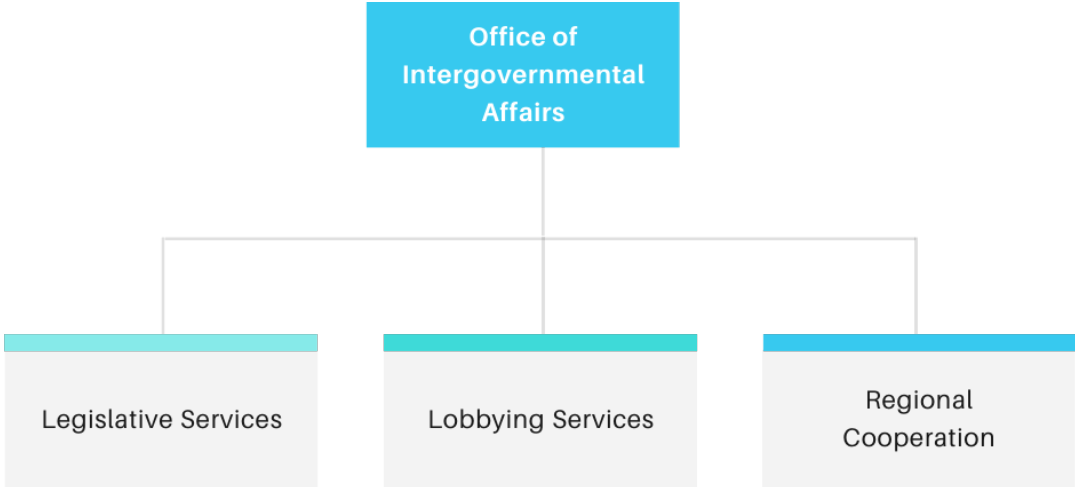 Office of
Intergovernmental
Affairs
Legislative Services
Lobbying Services
Regional
Cooperation